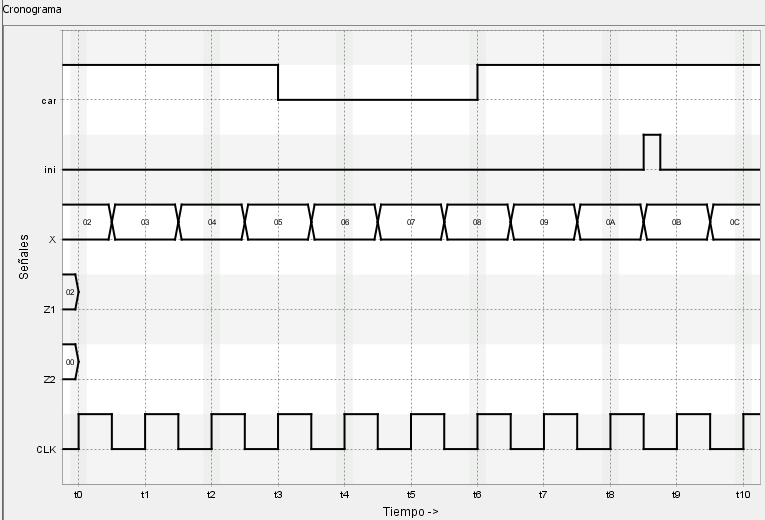 Cronograma
car
ini
02 03 04 05 06 07 08 09 0A 0B 0C
X
Señales
02
Z1
00
Z2
CLK
t0 t1 t2 t3 t4 t5 t6 t7 t8 t9 t10
Tiempo ->